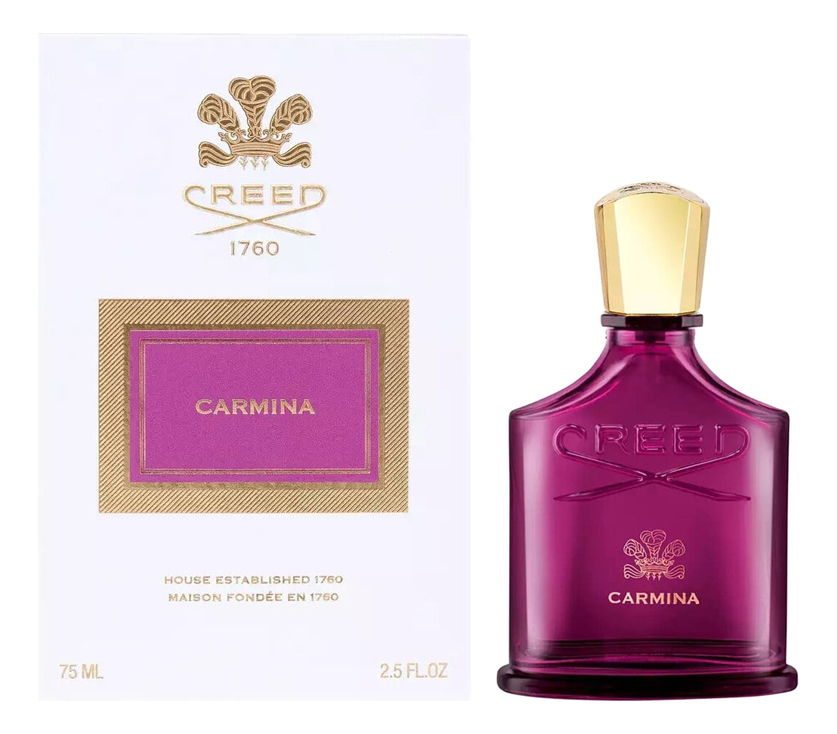 CREED
1760
CARMINA
HOUSE ESTABLISHED 1760
MAISON FONDÉE EN 1760
75 ML 2.5 FL.OZ
CREED
CARMINA